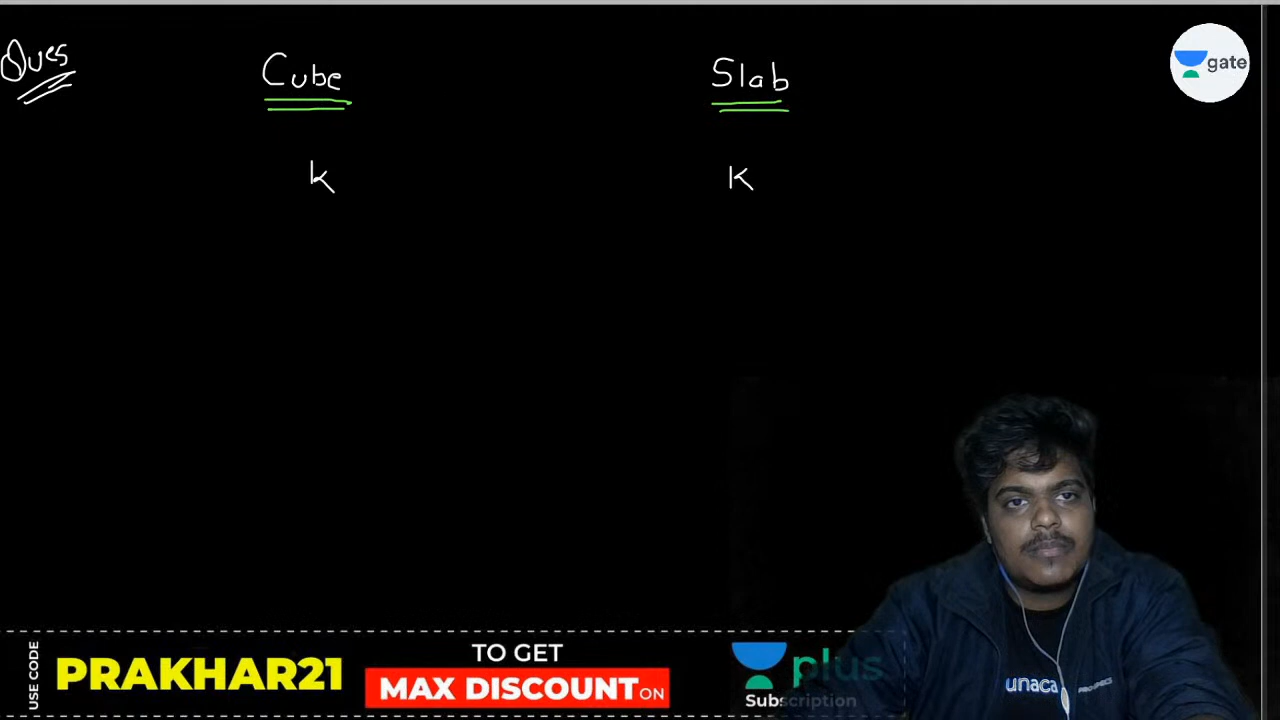 Ques
Cube
Slab
k
K
gate
USE CODE
PRAKHAR21
TO GET
MAX DISCOUNT ON
plus
Subscription
unaca